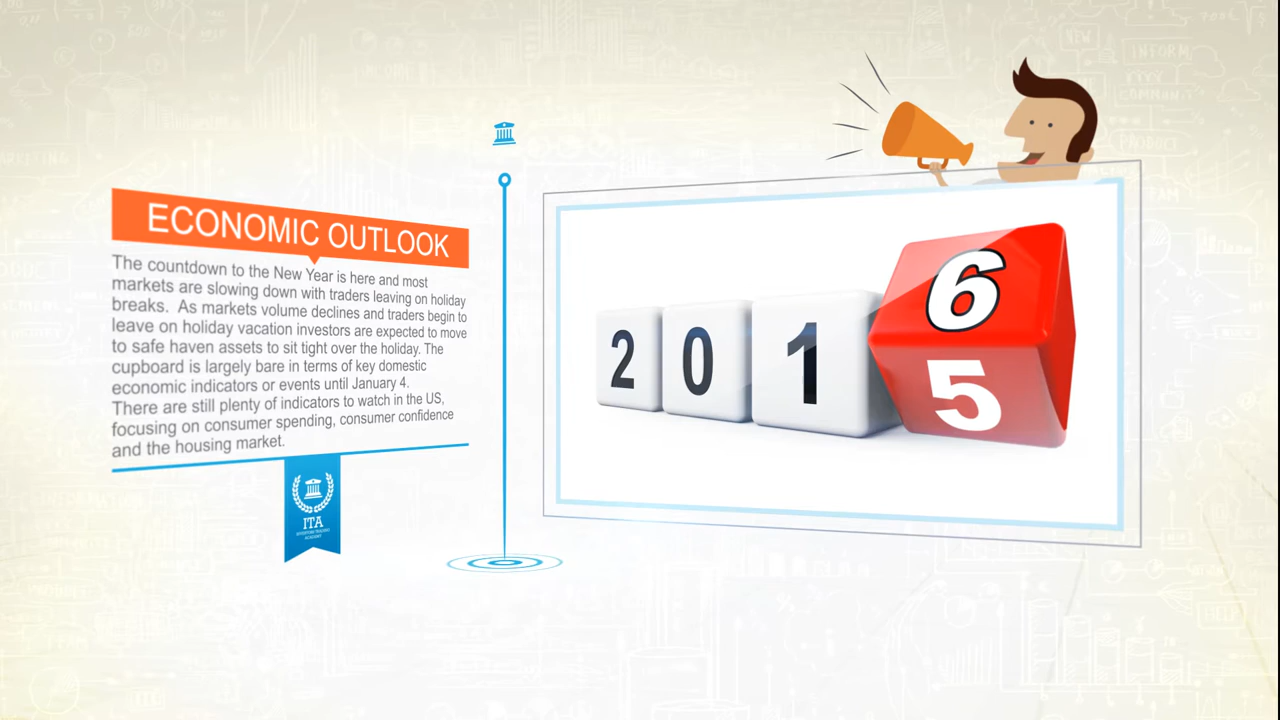 ECONOMIC OUTLOOK
The countdown to the New Year is here and most
markets are slowing down with traders leaving on holiday
breaks.  As markets volume declines and traders begin to
leave on holiday vacation investors are expected to move
to safe haven assets to sit tight over the holiday. The
cupboard is largely bare in terms of key domestic
economic indicators or events until January 4.
There are still plenty of indicators to watch in the US,
focusing on consumer spending, consumer confidence
and the housing market.
ITA
2 0 1 6
5
INFORM
TEAM